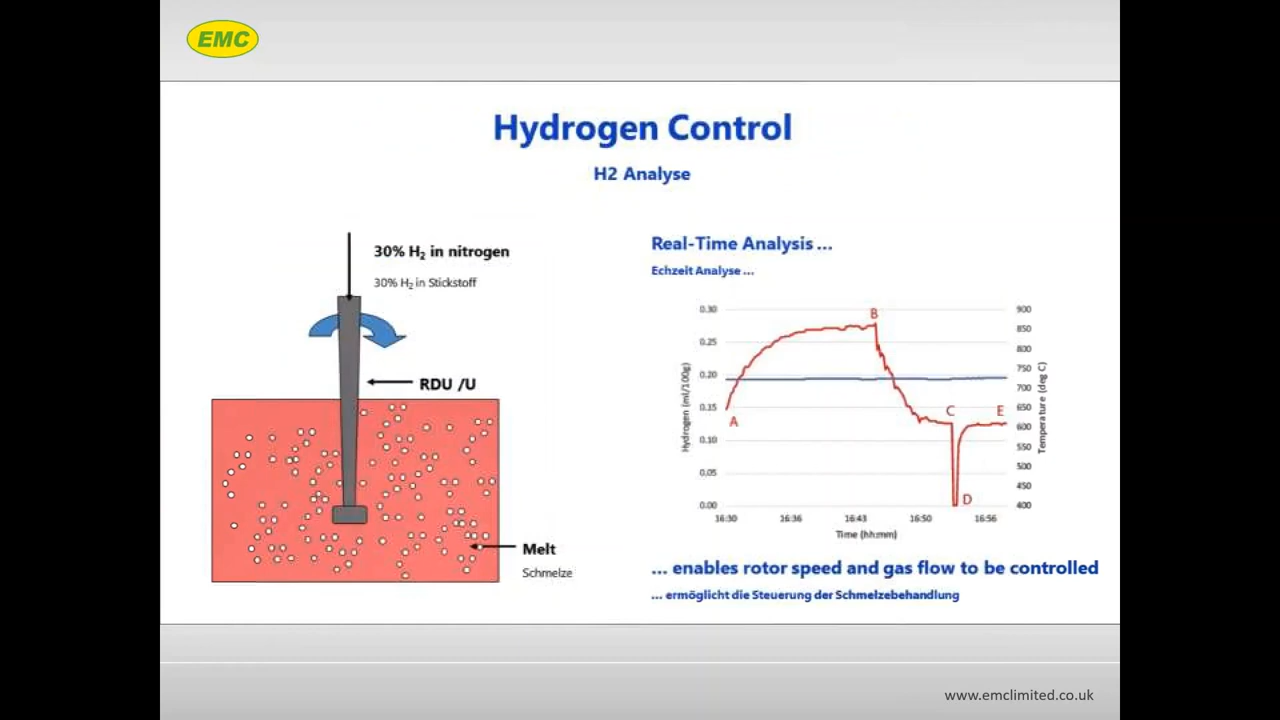 EMC
Hydrogen Control
H2 Analyse
30% H₂ in nitrogen
30% H₂ in Stickstoff
RDU /U
Melt
Schmelze
Real-Time Analysis ...
Echzeit Analyse ...
0.30
0.25
0.20
0.15
0.10
0.05
0.00
Hydrogen (ml/100g)
900
850
800
750
700
650
600
550
500
450
400
Temperature (deg C)
A
B
C
D
E
16:30
16:36
16:43
16:50
16:56
Time (hh:mm)
... enables rotor speed and gas flow to be controlled
... ermöglicht die Steuerung der Schmelzebehandlung
www.emclimited.co.uk